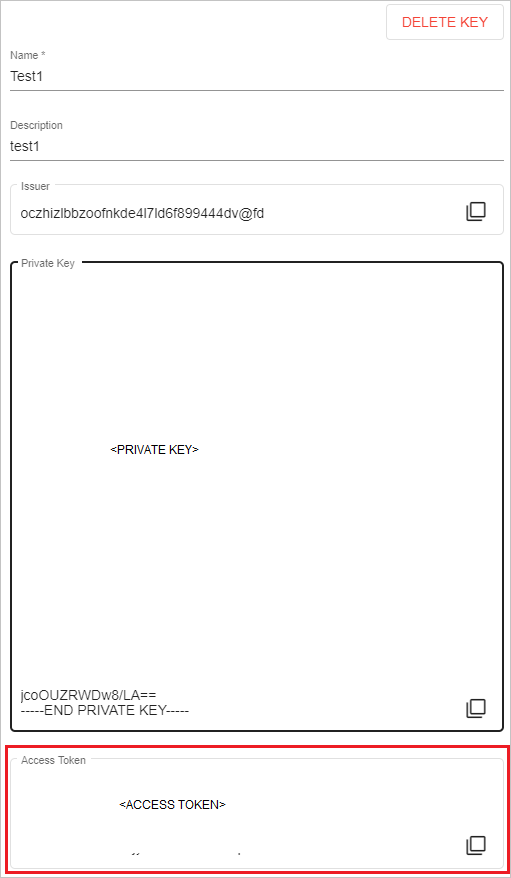 DELETE KEY
Name *
Test1
Description
test1
Issuer
oczhizlbbzoofnkde4l7ld6f899444dv@fd
Private Key
<PRIVATE KEY>
jcoOUZRWDw8/LA==
-----END PRIVATE KEY-----
Access Token
<ACCESS TOKEN>